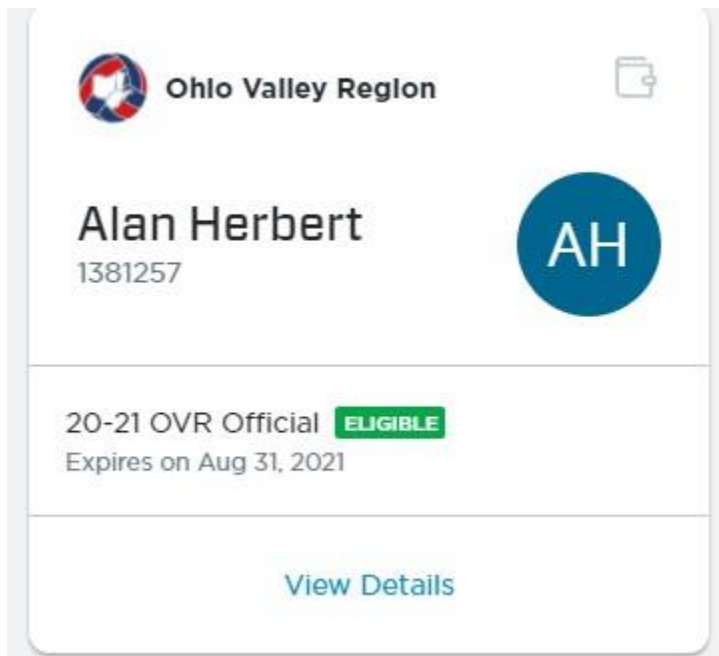 Ohio Valley Region
Alan Herbert
1381257
AH
20-21 OVR Official ELIGIBLE
Expires on Aug 31, 2021
View Details